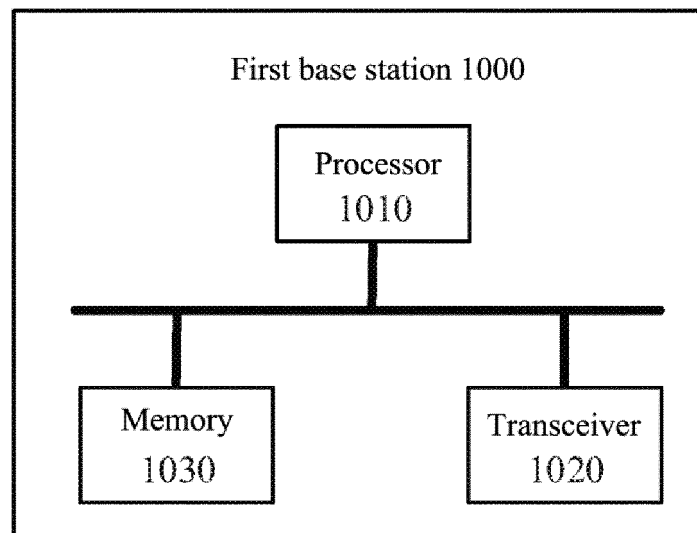 First base station 1000
Processor
1010
Memory
1030
Transceiver
1020